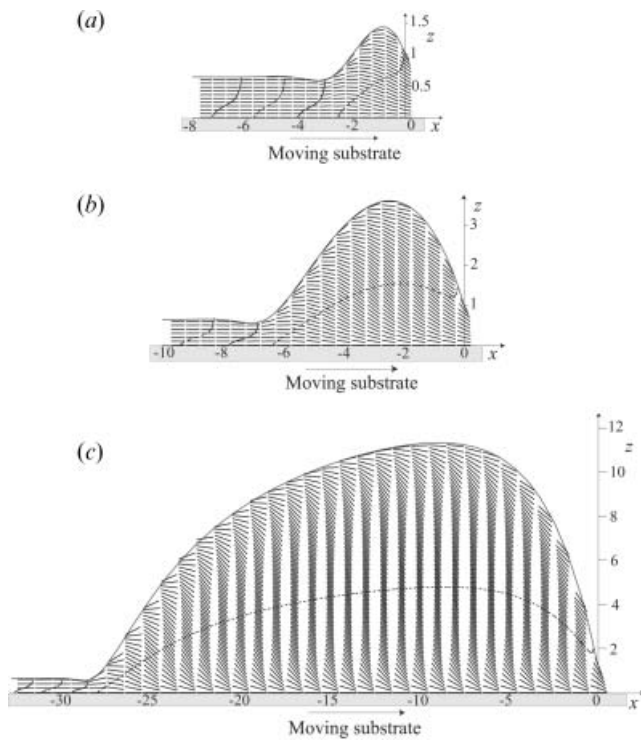 (a)
1.5
z
1
0.5
-8 -6 -4 -2 0 x
Moving substrate
(b)
z
3
2
1
-10 -8 -6 -4 -2 0 x
Moving substrate
(c)
12
z
10
8
6
4
2
-30 -25 -20 -15 -10 -5 0 x
Moving substrate